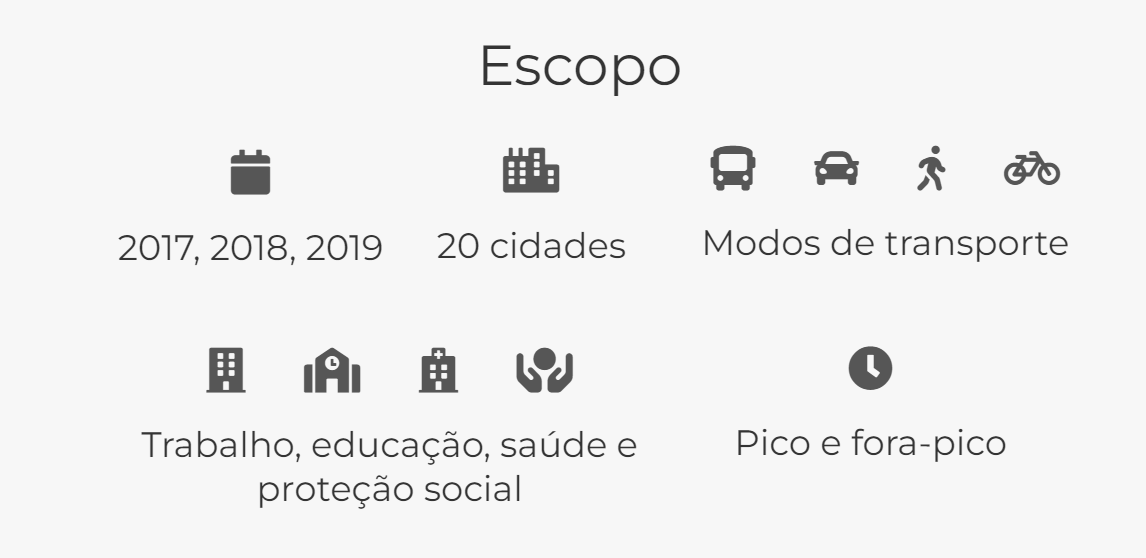 Escopo
2017, 2018, 2019
20 cidades
Modos de transporte
Trabalho, educação, saúde e
proteção social
Pico e fora-pico